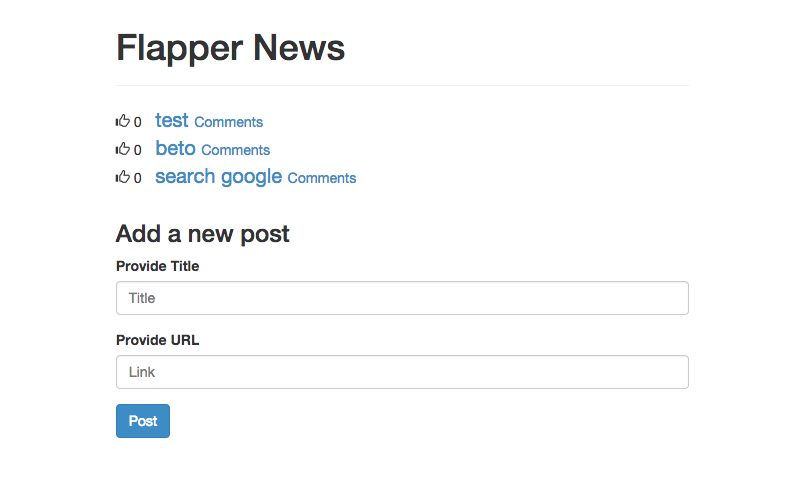 Flapper News
0 test Comments
0 beto Comments
0 search google Comments
Add a new post
Provide Title
Title
Provide URL
Link
Post